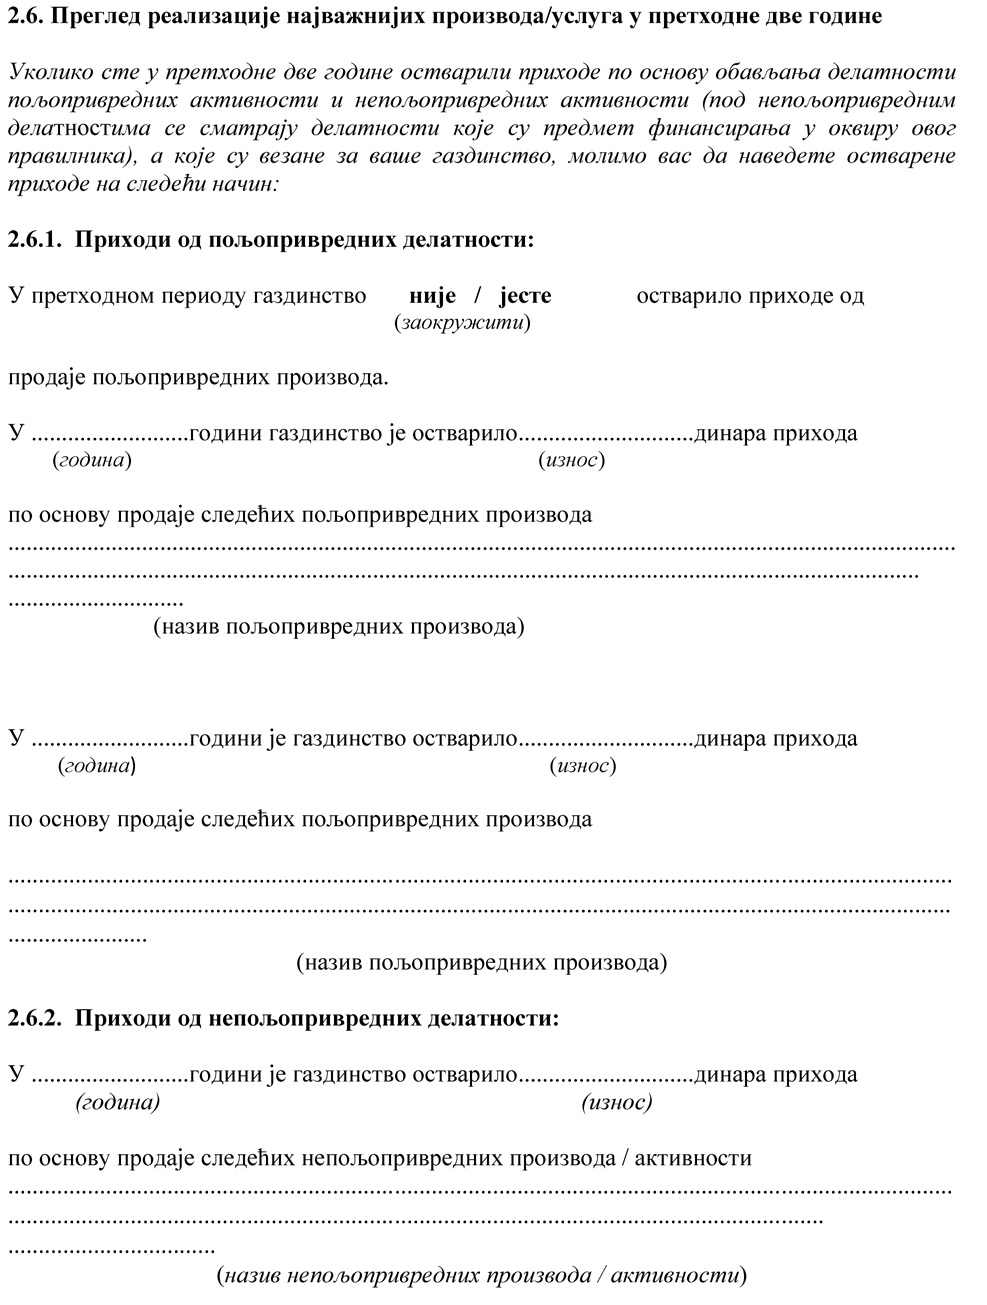 2.6. Преглед реализације најважнијих производа/услуга у претходне две године
Уколико сте у претходне две године остварили приходе по основу обављања делатности
пољопривредних активности и непољопривредних активности (под непољопривредним
делатностима се сматрају делатности које су предмет финансирања у оквиру овог
правилника), а које су везане за ваше газдинство, молимо вас да наведете остварене
приходе на следећи начин:
2.6.1. Приходи од пољопривредних делатности:
У претходном периоду газдинство није / јесте остварило приходе од
(заокружити)
продаје пољопривредних производа.
У ...........................години газдинство је остварило..............................динара прихода
(година) (износ)
по основу продаје следећих пољопривредних производа
................................................................................................................................................................
..........................................................................................................................................................
..............................
(назив пољопривредних производа)
У ...........................години је газдинство остварило..............................динара прихода
(година) (износ)
по основу продаје следећих пољопривредних производа
................................................................................................................................................................
................................................................................................................................................................
........................
(назив пољопривредних производа)
2.6.2. Приходи од непољопривредних делатности:
У ...........................години је газдинство остварило..............................динара прихода
(година) (износ)
по основу продаје следећих непољопривредних производа / активности
................................................................................................................................................................
..........................................................................................................................................
...................................
(назив непољопривредних производа / активности)